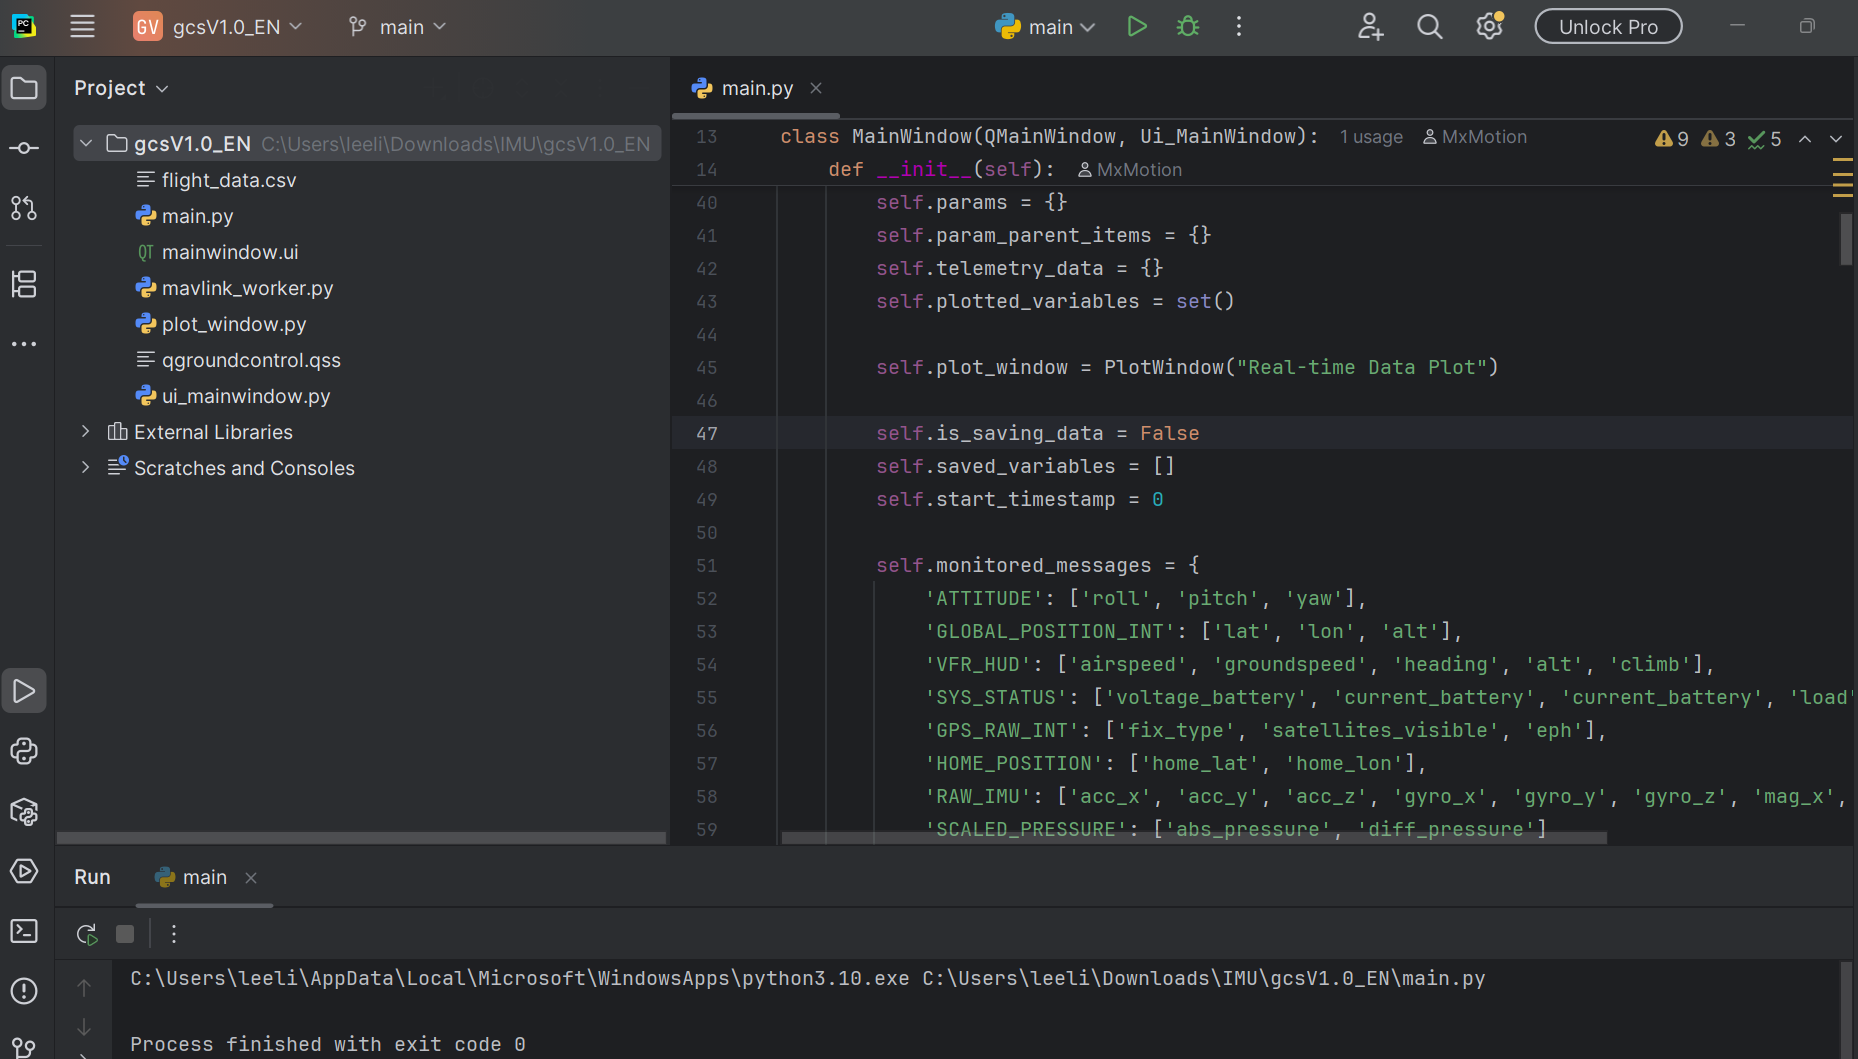 PC
GV gcsV1.0_EN
main
main
Unlock Pro
Project
gcsV1.0_EN C:\Users\leeli\Downloads\IMU\gcsV1.0_EN
flight_data.csv
main.py
QT mainwindow.ui
mavlink_worker.py
plot_window.py
qgroundcontrol.qss
ui_mainwindow.py
External Libraries
Scratches and Consoles
main.py
13 class MainWindow(QMainWindow, Ui_MainWindow): 1 usage MxMotion
9 3 5
14 def __init__(self): MxMotion
40 self.params = {}
41 self.param_parent_items = {}
42 self.telemetry_data = {}
43 self.plotted_variables = set()
44
45 self.plot_window = PlotWindow("Real-time Data Plot")
46
47 self.is_saving_data = False
48 self.saved_variables = []
49 self.start_timestamp = 0
50
51 self.monitored_messages = {
52 'ATTITUDE': ['roll', 'pitch', 'yaw'],
53 'GLOBAL_POSITION_INT': ['lat', 'lon', 'alt'],
54 'VFR_HUD': ['airspeed', 'groundspeed', 'heading', 'alt', 'climb'],
55 'SYS_STATUS': ['voltage_battery', 'current_battery', 'current_battery', 'load'
56 'GPS_RAW_INT': ['fix_type', 'satellites_visible', 'eph'],
57 'HOME_POSITION': ['home_lat', 'home_lon'],
58 'RAW_IMU': ['acc_x', 'acc_y', 'acc_z', 'gyro_x', 'gyro_y', 'gyro_z', 'mag_x',
59 'SCALED_PRESSURE': ['abs_pressure', 'diff_pressure']
Run
main
C:\Users\leeli\AppData\Local\Microsoft\WindowsApps\python3.10.exe C:\Users\leeli\Downloads\IMU\gcsV1.0_EN\main.py
Process finished with exit code 0